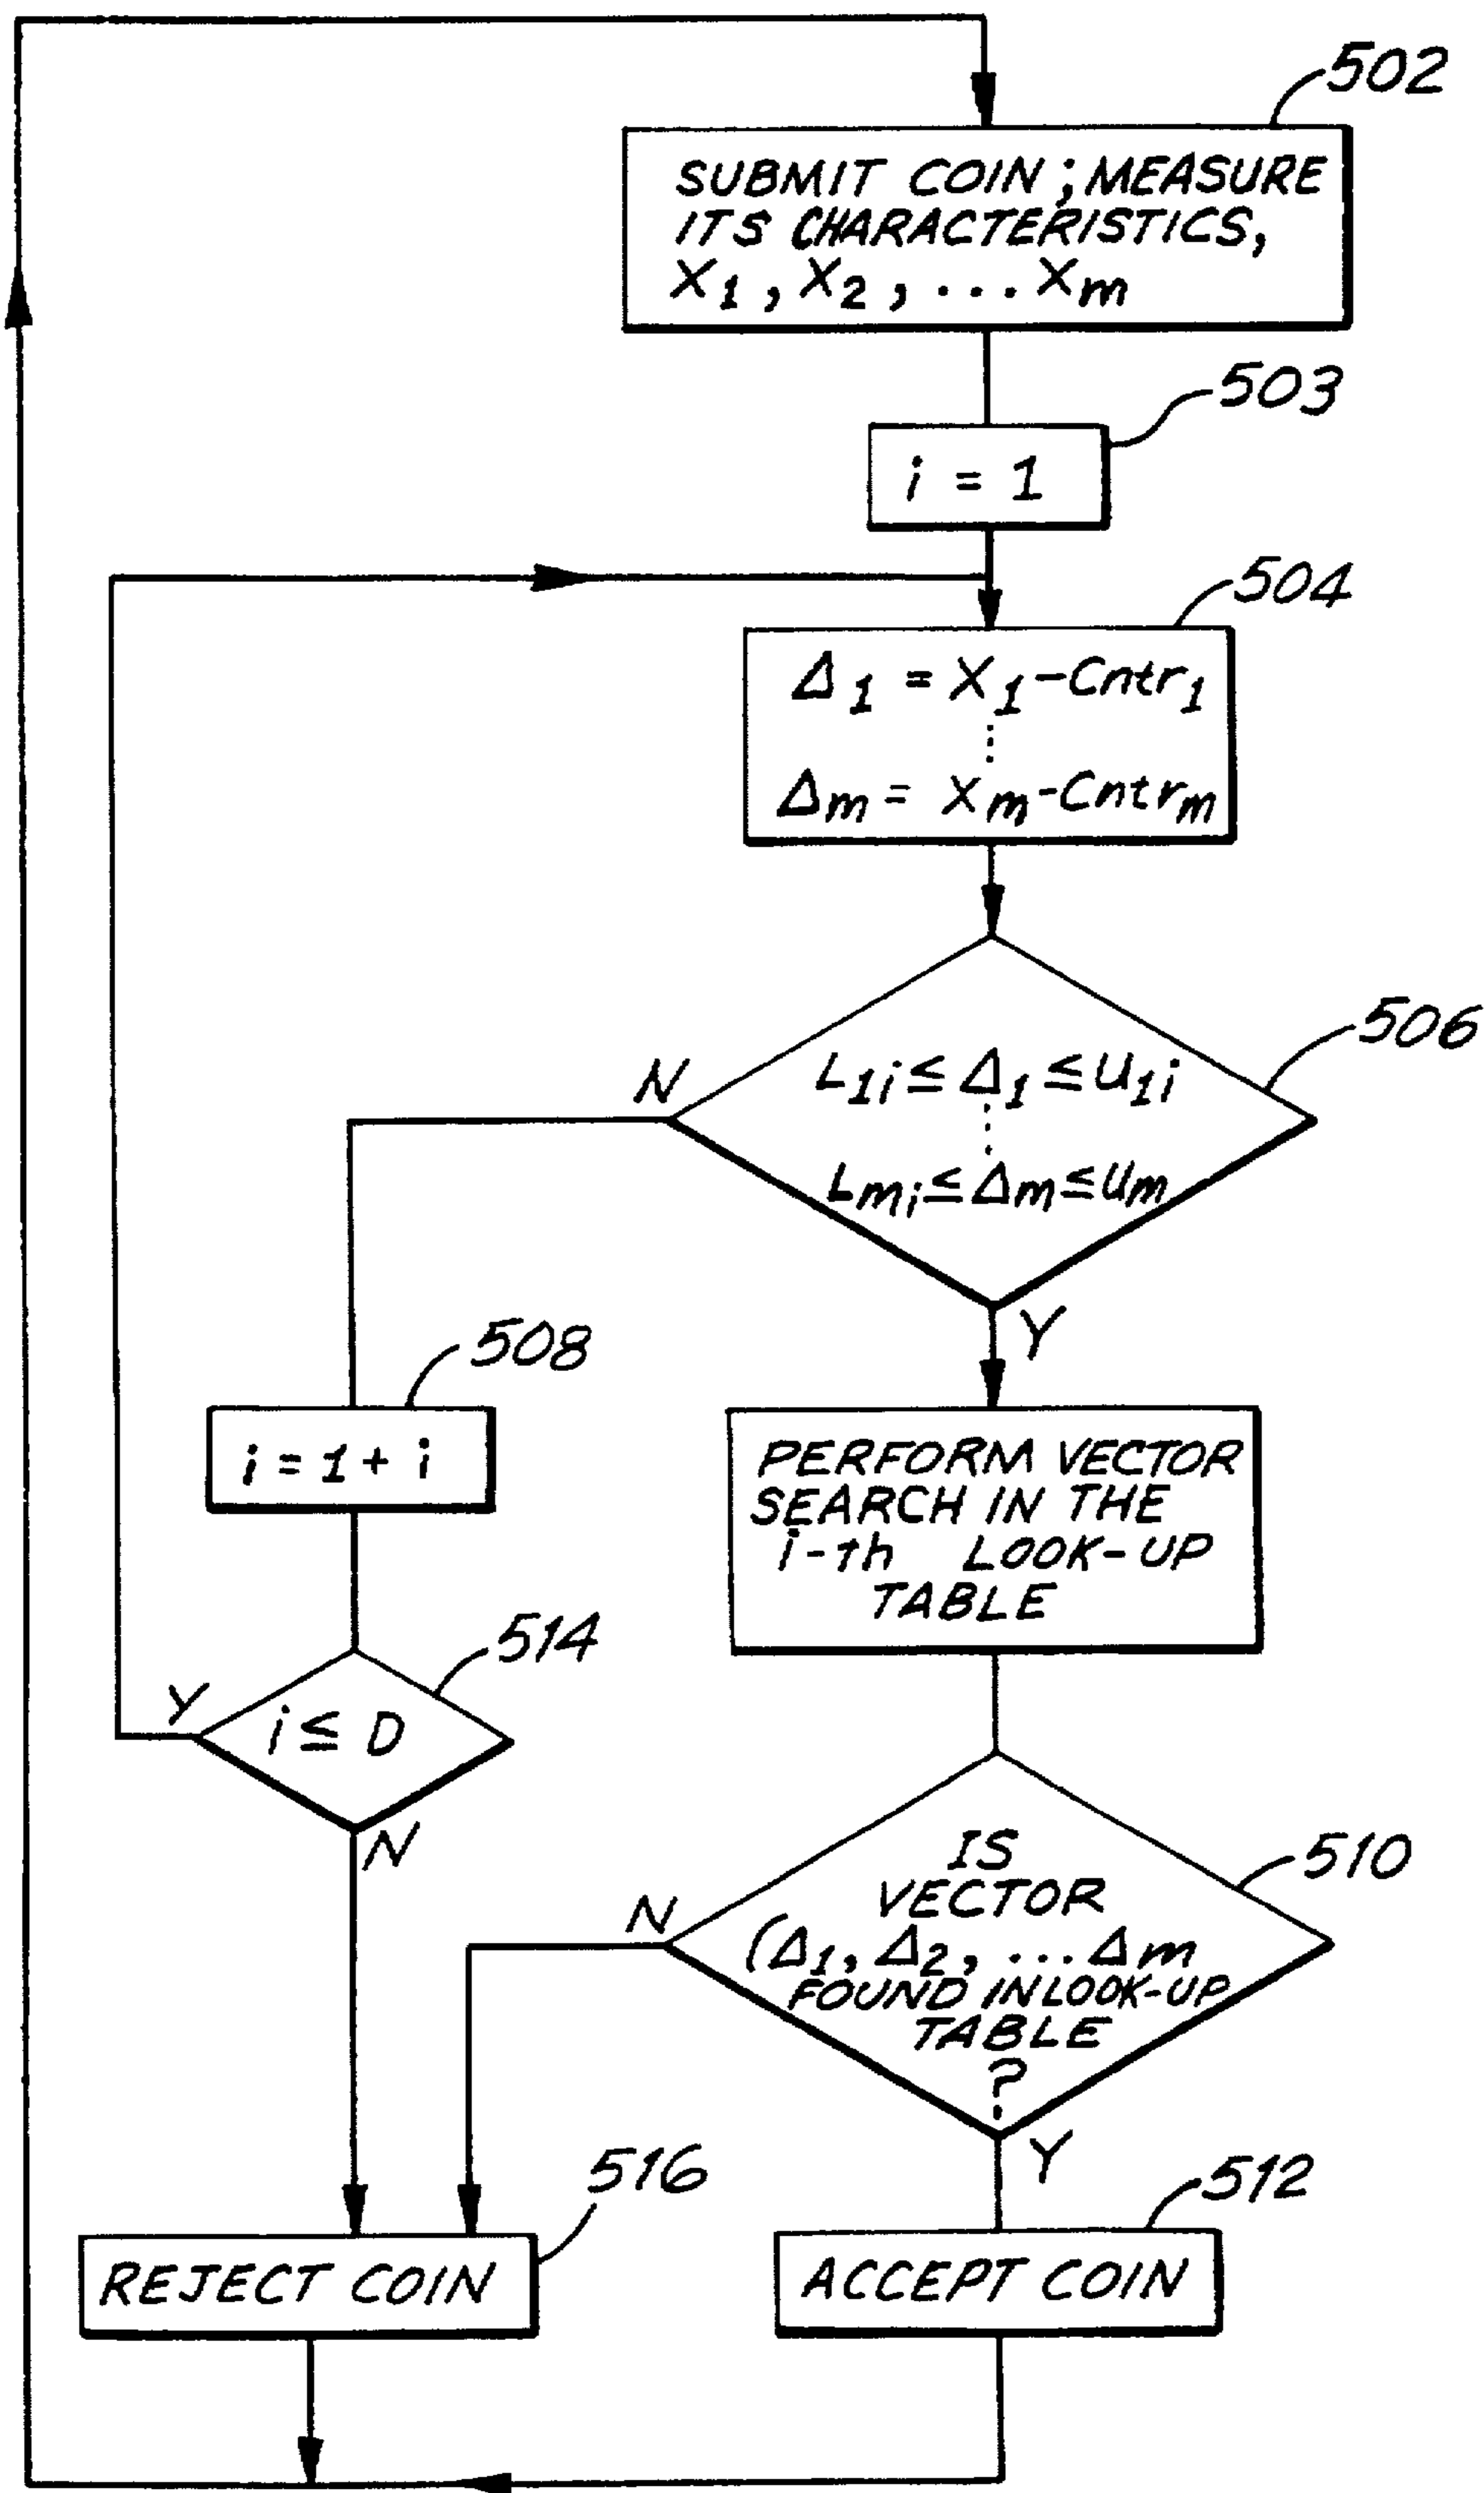 502
SUBMIT COIN; MEASURE
ITS CHARACTERISTICS,
X₁, X₂, ... Xm
503
i = 1
504
Δ₁ = X₁-Cntr₁
⋮
Δm = Xm-Cntrm
506
N
L₁i ≤ Δ₁ ≤ U₁i
⋮
Lmi ≤ Δm ≤ Um
Y
508
i = 1 + i
PERFORM VECTOR
SEARCH IN THE
i-th LOOK-UP
TABLE
514
Y
i ≤ D
N
510
N
IS
VECTOR
(Δ₁, Δ₂, ... Δm
FOUND IN LOOK-UP
TABLE
?
Y
516
REJECT COIN
512
ACCEPT COIN